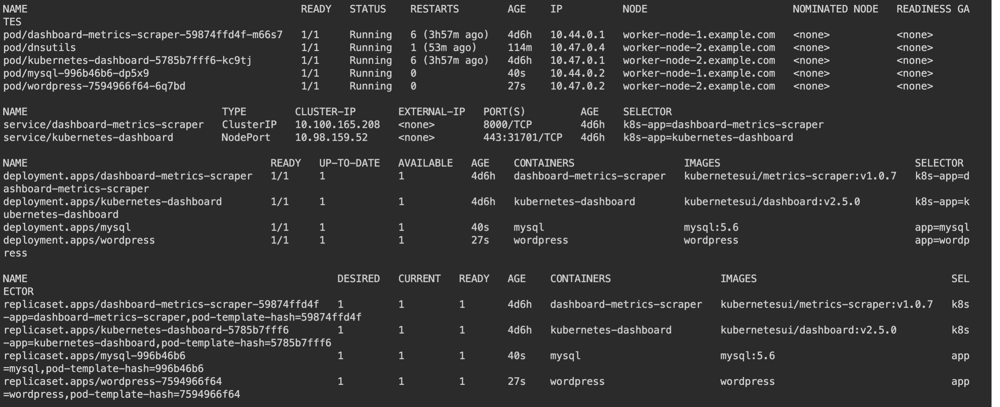 NAME                                             READY   STATUS    RESTARTS        AGE    IP          NODE                        NOMINATED NODE   READINESS GA
TES
pod/dashboard-metrics-scraper-59874ffd4f-m66s7   1/1     Running   6 (3h57m ago)   4d6h   10.44.0.1   worker-node-1.example.com   <none>           <none>
pod/dnsutils                                     1/1     Running   1 (53m ago)     114m   10.47.0.4   worker-node-2.example.com   <none>           <none>
pod/kubernetes-dashboard-5785b7fff6-kc9tj        1/1     Running   6 (3h57m ago)   4d6h   10.47.0.1   worker-node-2.example.com   <none>           <none>
pod/mysql-996b46b6-dp5x9                         1/1     Running   0               40s    10.44.0.2   worker-node-1.example.com   <none>           <none>
pod/wordpress-7594966f64-6q7bd                   1/1     Running   0               27s    10.47.0.2   worker-node-2.example.com   <none>           <none>

NAME                                TYPE        CLUSTER-IP       EXTERNAL-IP   PORT(S)         AGE    SELECTOR
service/dashboard-metrics-scraper   ClusterIP   10.100.165.208   <none>        8000/TCP        4d6h   k8s-app=dashboard-metrics-scraper
service/kubernetes-dashboard        NodePort    10.98.159.52     <none>        443:31701/TCP   4d6h   k8s-app=kubernetes-dashboard

NAME                                        READY   UP-TO-DATE   AVAILABLE   AGE    CONTAINERS                  IMAGES                                SELECTOR
deployment.apps/dashboard-metrics-scraper   1/1     1            1           4d6h   dashboard-metrics-scraper   kubernetesui/metrics-scraper:v1.0.7   k8s-app=d
ashboard-metrics-scraper
deployment.apps/kubernetes-dashboard        1/1     1            1           4d6h   kubernetes-dashboard        kubernetesui/dashboard:v2.5.0         k8s-app=k
ubernetes-dashboard
deployment.apps/mysql                       1/1     1            1           40s    mysql                       mysql:5.6                             app=mysql
deployment.apps/wordpress                   1/1     1            1           27s    wordpress                   wordpress                             app=wordp
ress

NAME                                                   DESIRED   CURRENT   READY   AGE    CONTAINERS                  IMAGES                                SEL
ECTOR
replicaset.apps/dashboard-metrics-scraper-59874ffd4f   1         1         1       4d6h   dashboard-metrics-scraper   kubernetesui/metrics-scraper:v1.0.7   k8s
-app=dashboard-metrics-scraper,pod-template-hash=59874ffd4f
replicaset.apps/kubernetes-dashboard-5785b7fff6        1         1         1       4d6h   kubernetes-dashboard        kubernetesui/dashboard:v2.5.0         k8s
-app=kubernetes-dashboard,pod-template-hash=5785b7fff6
replicaset.apps/mysql-996b46b6                         1         1         1       40s    mysql                       mysql:5.6                             app
=mysql,pod-template-hash=996b46b6
replicaset.apps/wordpress-7594966f64                   1         1         1       27s    wordpress                   wordpress                             app
=wordpress,pod-template-hash=7594966f64